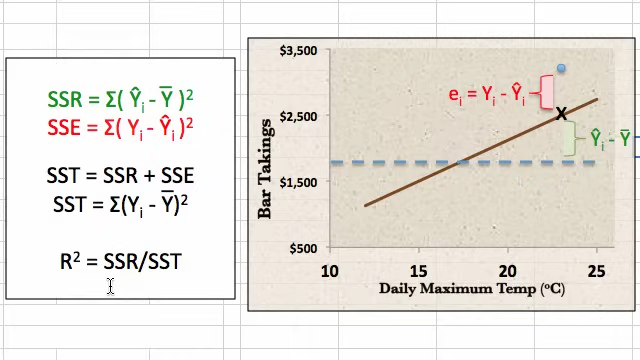 SSR = Σ( Ŷi - Y̅ )²
SSE = Σ( Yi - Ŷi )²
SST = SSR + SSE
SST = Σ(Yi - Y̅)²
R² = SSR/SST
$3,500
$2,500
$1,500
$500
Bar Takings
ei = Yi - Ŷi
X
Ŷi - Y̅
10 15 20 25
Daily Maximum Temp (ºC)